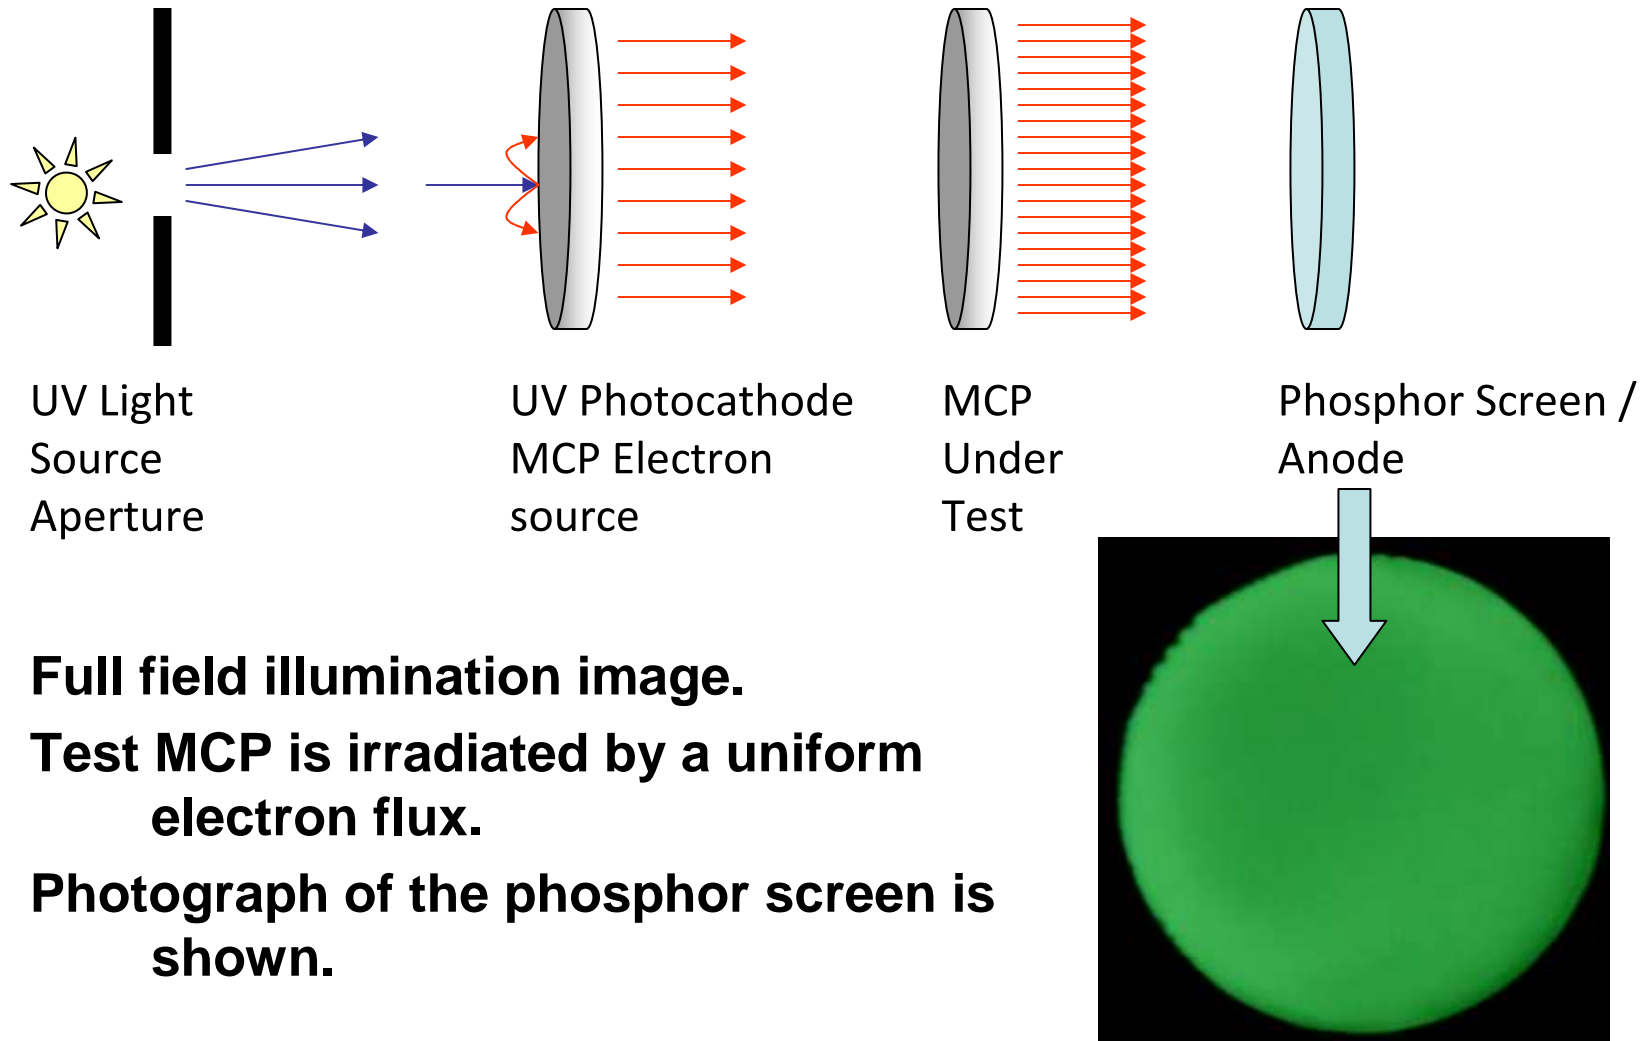 UV Light
Source
Aperture
UV Photocathode
MCP Electron
source
MCP
Under
Test
Phosphor Screen /
Anode
Full field illumination image.
Test MCP is irradiated by a uniform
electron flux.
Photograph of the phosphor screen is
shown.